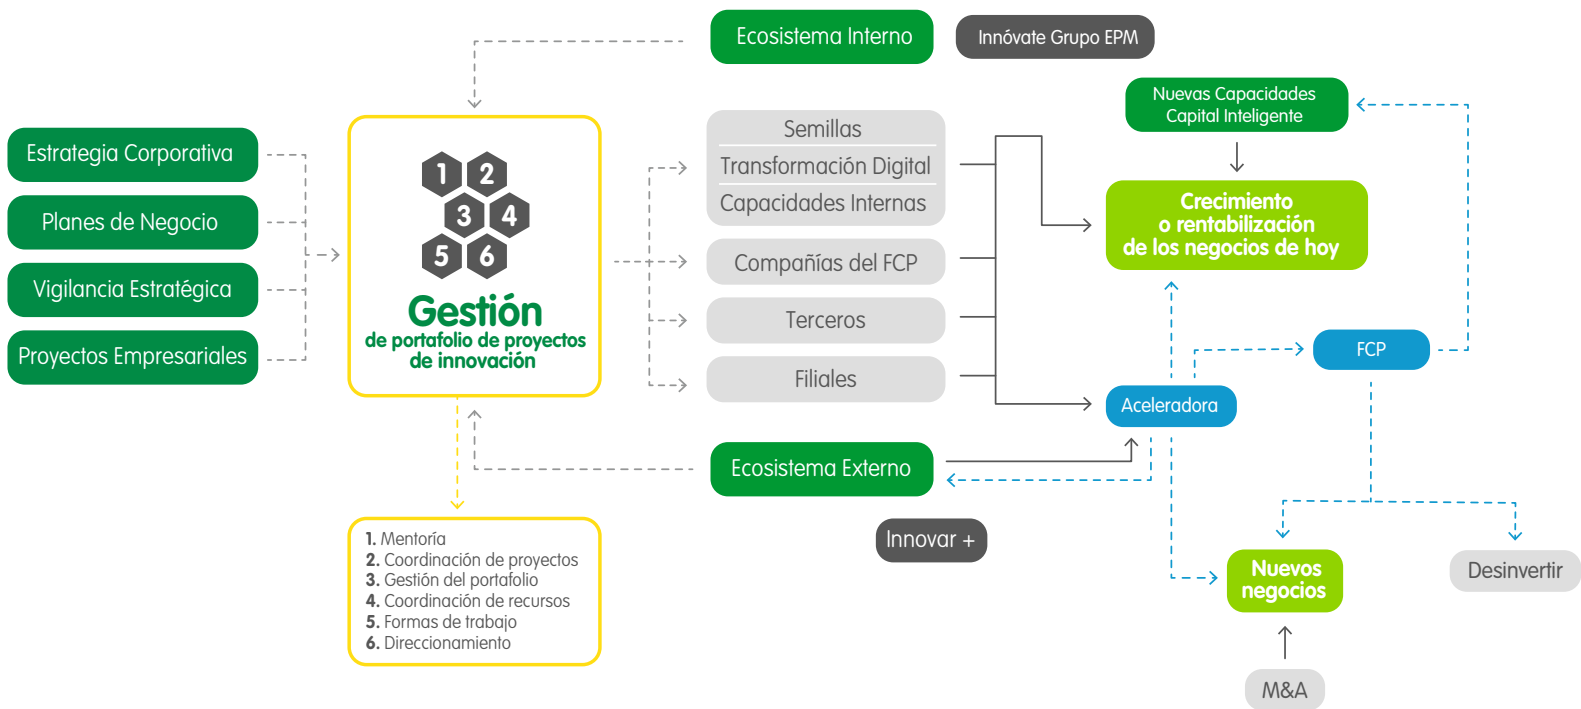 Ecosistema Interno
Innóvate Grupo EPM
Estrategia Corporativa
Planes de Negocio
Vigilancia Estratégica
Proyectos Empresariales
1 2
3 4
5 6
Gestión
de portafolio de proyectos
de innovación
1. Mentoría
2. Coordinación de proyectos
3. Gestión del portafolio
4. Coordinación de recursos
5. Formas de trabajo
6. Direccionamiento
Semillas
Transformación Digital
Capacidades Internas
Compañías del FCP
Terceros
Filiales
Ecosistema Externo
Innovar +
Nuevas Capacidades
Capital Inteligente
Crecimiento
o rentabilización
de los negocios de hoy
FCP
Aceleradora
Nuevos
negocios
Desinvertir
M&A